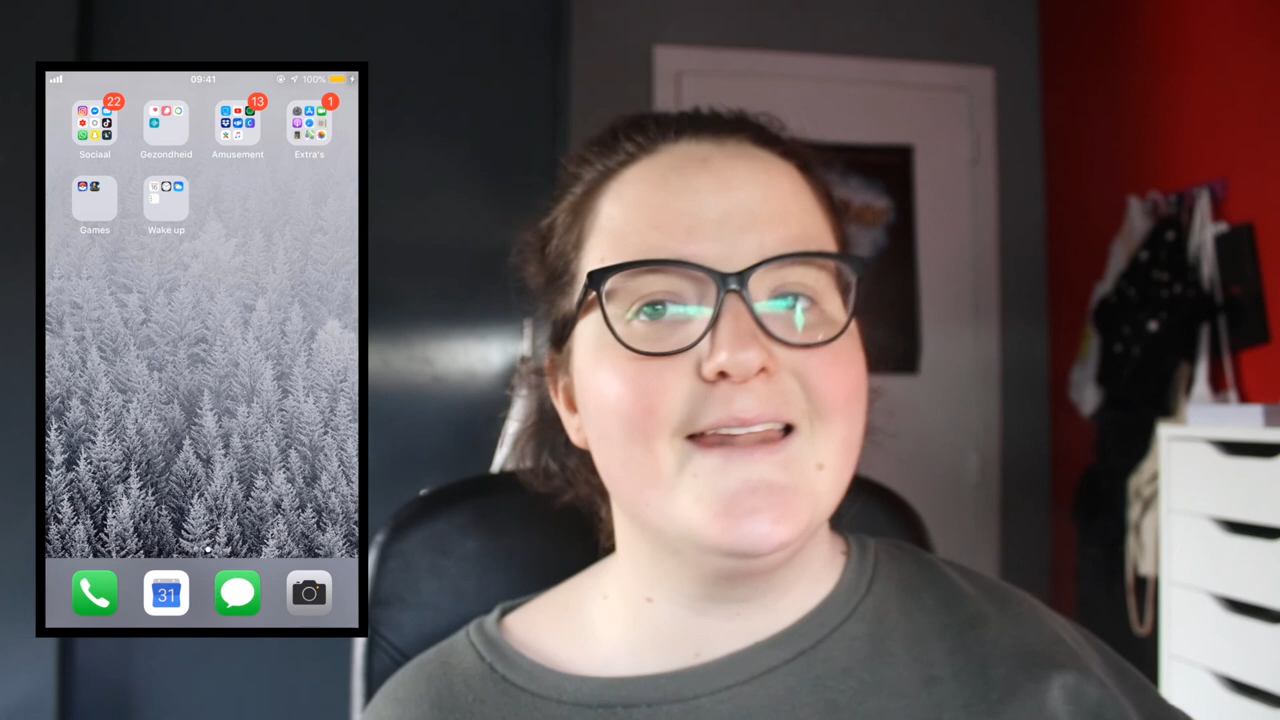 09:41
100%
22
13
1
Sociaal
Gezondheid
Amusement
Extra's
Games
Wake up
31